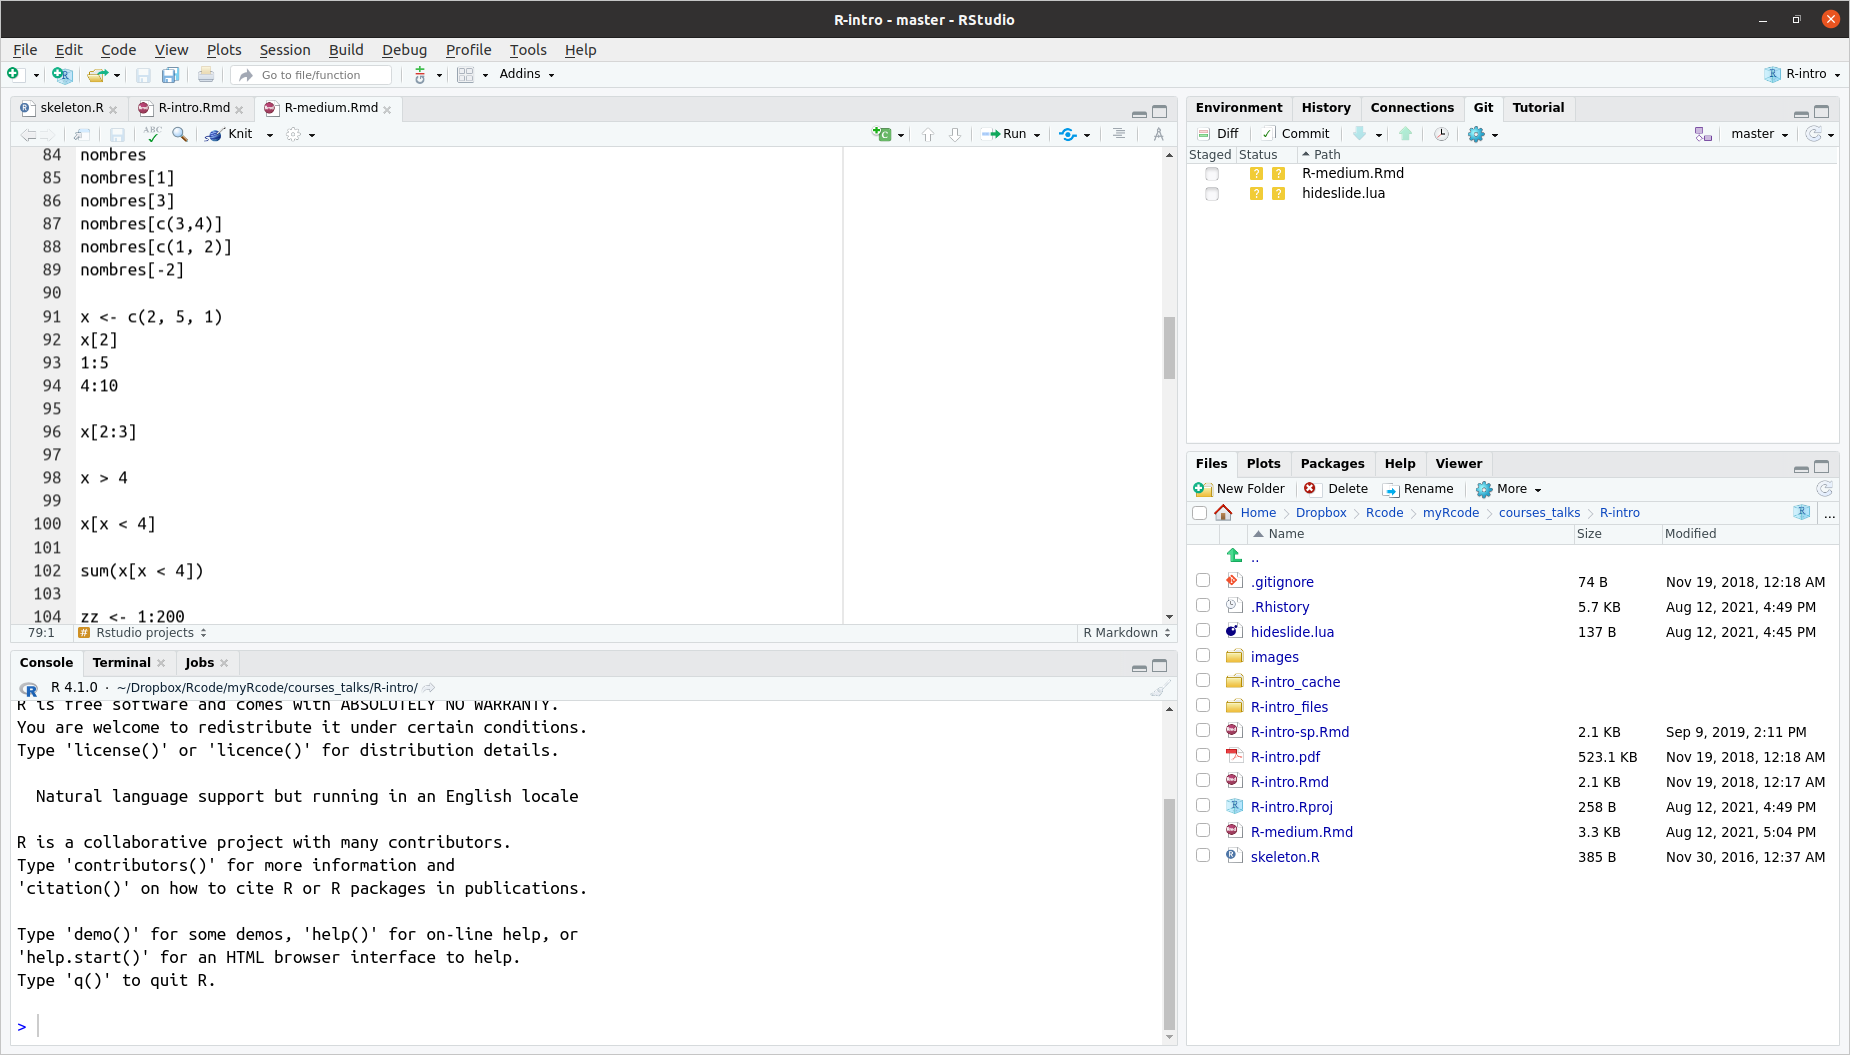 R-intro - master - RStudio
File Edit Code View Plots Session Build Debug Profile Tools Help
Go to file/function Addins R-intro
skeleton.R R-intro.Rmd R-medium.Rmd
ABC Knit Run
84 nombres
85 nombres[1]
86 nombres[3]
87 nombres[c(3,4)]
88 nombres[c(1, 2)]
89 nombres[-2]
90
91 x <- c(2, 5, 1)
92 x[2]
93 1:5
94 4:10
95
96 x[2:3]
97
98 x > 4
99
100 x[x < 4]
101
102 sum(x[x < 4])
103
104 zz <- 1:200
79:1 # Rstudio projects R Markdown
Console Terminal Jobs
R 4.1.0 · ~/Dropbox/Rcode/myRcode/courses_talks/R-intro/
R is free software and comes with ABSOLUTELY NO WARRANTY.
You are welcome to redistribute it under certain conditions.
Type 'license()' or 'licence()' for distribution details.
Natural language support but running in an English locale
R is a collaborative project with many contributors.
Type 'contributors()' for more information and
'citation()' on how to cite R or R packages in publications.
Type 'demo()' for some demos, 'help()' for on-line help, or
'help.start()' for an HTML browser interface to help.
Type 'q()' to quit R.
>
Environment History Connections Git Tutorial
Diff Commit master
Staged Status Path
? ? R-medium.Rmd
? ? hideslide.lua
Files Plots Packages Help Viewer
New Folder Delete Rename More
Home Dropbox Rcode myRcode courses_talks R-intro ...
Name Size Modified
..
.gitignore 74 B Nov 19, 2018, 12:18 AM
.Rhistory 5.7 KB Aug 12, 2021, 4:49 PM
hideslide.lua 137 B Aug 12, 2021, 4:45 PM
images
R-intro_cache
R-intro_files
R-intro-sp.Rmd 2.1 KB Sep 9, 2019, 2:11 PM
R-intro.pdf 523.1 KB Nov 19, 2018, 12:18 AM
R-intro.Rmd 2.1 KB Nov 19, 2018, 12:17 AM
R-intro.Rproj 258 B Aug 12, 2021, 4:49 PM
R-medium.Rmd 3.3 KB Aug 12, 2021, 5:04 PM
skeleton.R 385 B Nov 30, 2016, 12:37 AM